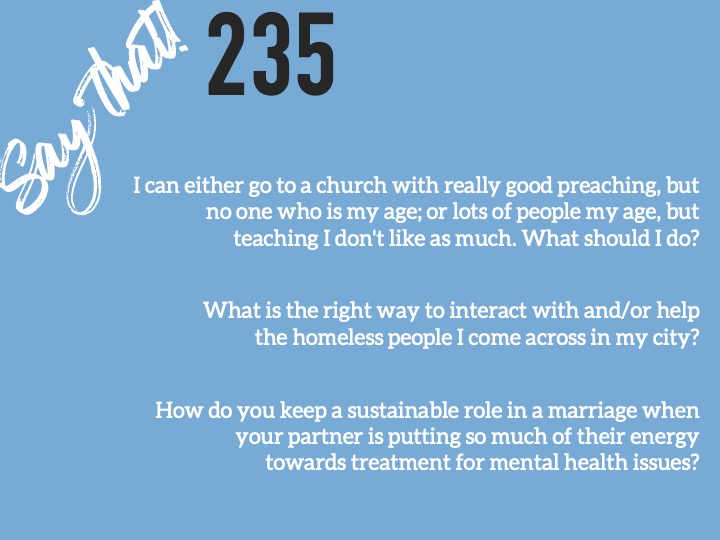 Say that!
235
I can either go to a church with really good preaching, but
no one who is my age; or lots of people my age, but
teaching I don't like as much. What should I do?
What is the right way to interact with and/or help
the homeless people I come across in my city?
How do you keep a sustainable role in a marriage when
your partner is putting so much of their energy
towards treatment for mental health issues?